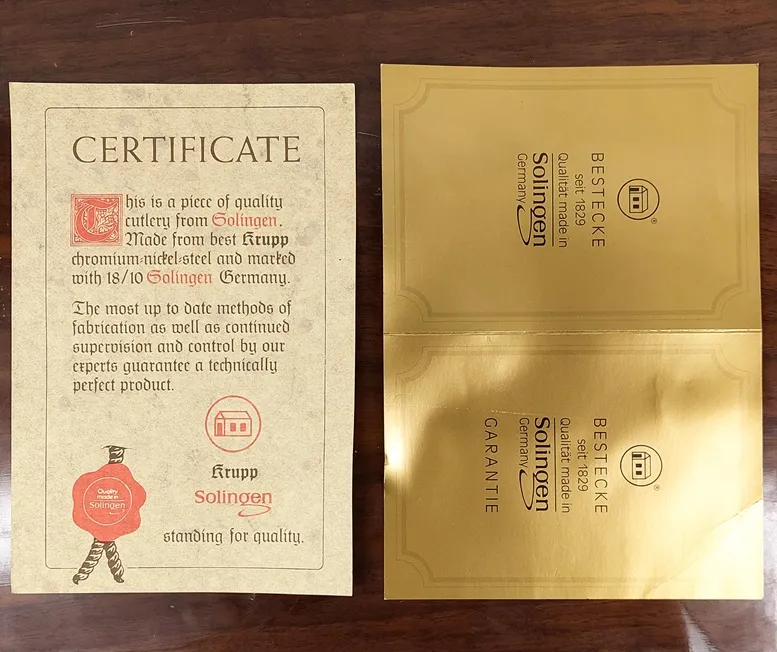 CERTIFICATE
This is a piece of quality
cutlery from Solingen.
Made from best Krupp
chromium-nickel-steel and marked
with 18/10 Solingen Germany.
The most up to date methods of
fabrication as well as continued
supervision and control by our
experts guarantee a technically
perfect product.
Krupp
Solingen
standing for quality.
Quality
made in
Solingen
®
BESTECKE
seit 1829
Qualität made in
Solingen
Germany
®
BESTECKE
seit 1829
Qualität made in
Solingen
Germany
GARANTIE